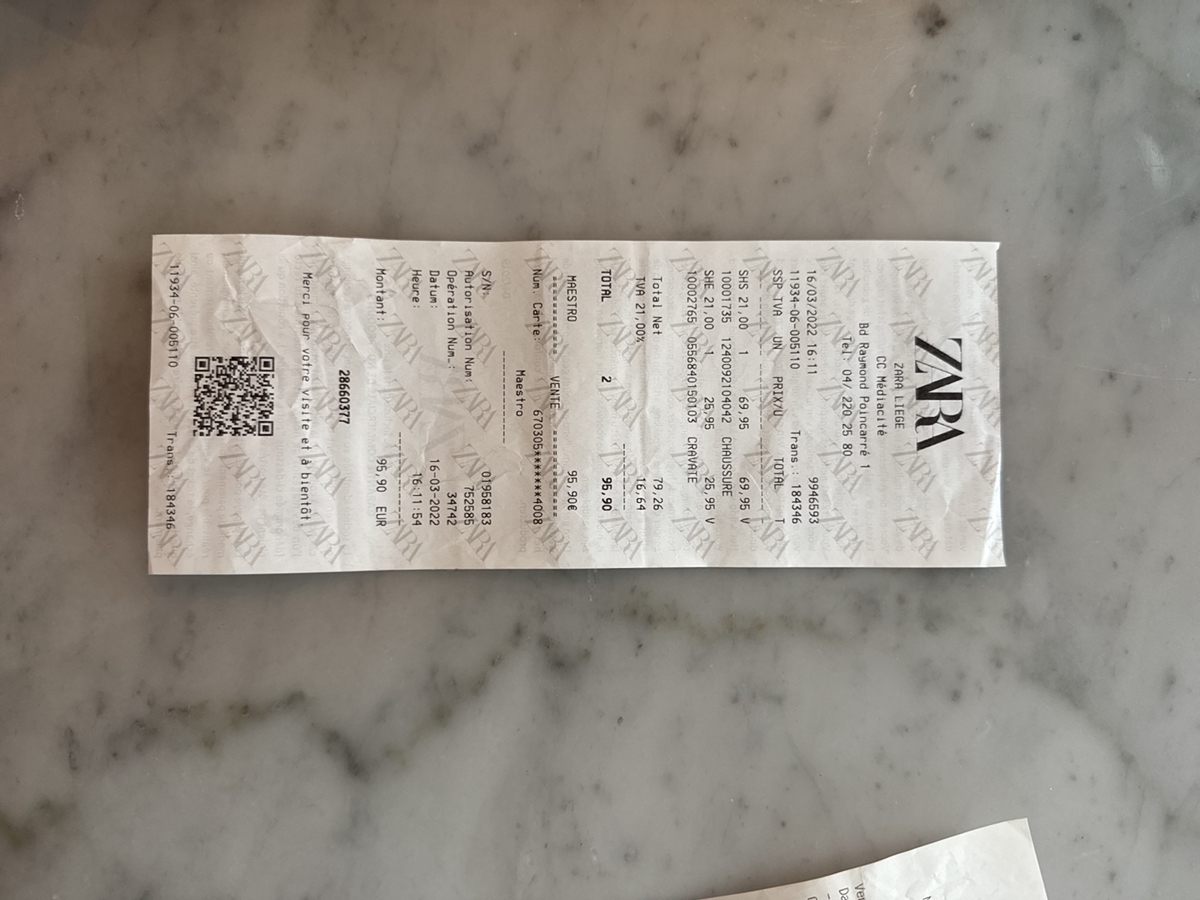 ZARA
ZARA LIEGE
CC Médiacité
Bd Raymond Poincarré 1
Tel: 04/ 220 25 80
9946593
16/03/2022 16:11
11934-06-005110 Trans.: 184346
SSP TVA UN PRIX/U TOTAL T
SHS 21,00 1 69,95 69,95 V
10001735 1240092104042 CHAUSSURE
SHE 21,00 1 25,95 25,95 V
10002765 0556840150103 CRAVATE
Total Net 79,26
TVA 21,00% 16,64
TOTAL 2 95,90
MAESTRO 95,90€
========== VENTE ==========
Num. Carte: 670305*******4008
Maestro
S/N: 01958183
Autorisation Num: 752585
Opération Num.: 34742
Datum: 16-03-2022
Heure: 16:11:54
Montant: 95,90 EUR
28660377
Merci pour votre visite et à bientôt
11934-06-005110 Trans.: 184346